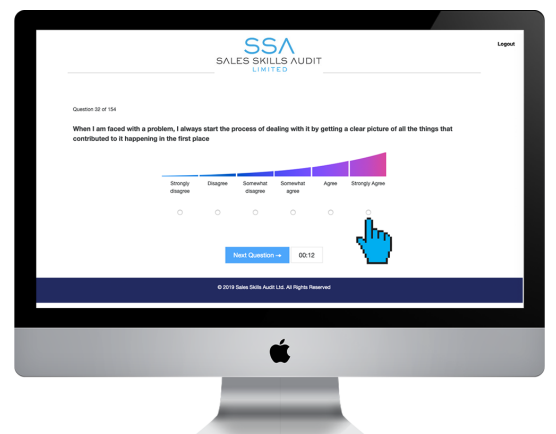 SSA
SALES SKILLS AUDIT
LIMITED
Logout
Question 32 of 154
When I am faced with a problem, I always start the process of dealing with it by getting a clear picture of all the things that
contributed to it happening in the first place
Strongly disagree
Disagree
Somewhat disagree
Somewhat agree
Agree
Strongly Agree
Next Question →
00:12
© 2019 Sales Skills Audit Ltd. All Rights Reserved